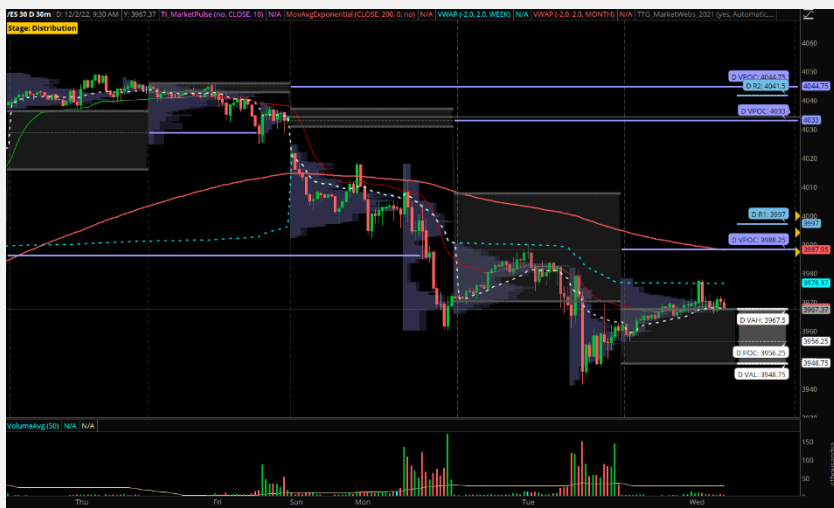 /ES 30 D 30m D: 12/2/22, 9:30 AM Y: 3967.37 TI_MarketPulse (no, CLOSE, 10) N/A MovAvgExponential (CLOSE, 200, 0, no) N/A VWAP (-2.0, 2.0, WEEK) N/A VWAP (-2.0, 2.0, MONTH) N/A TTG_MarketWebs_2021 (yes, Automatic...
Stage: Distribution
4060
4050
D VPOC: 4044.75
4044.75
D R2: 4041.5
4040
D VPOC: 4033
4033
4030
4020
4010
D R1: 3997
4000
3997
D VPOC: 3988.25
3987.95
3980
3976.37
3970
3967.37
D VAH: 3967.5
3960
3956.25
D POC: 3956.25
3948.75
D VAL: 3948.75
3940
VolumeAvg (50) N/A N/A
150
100
50
0
<thousands>
Thu Fri Sun Mon Tue Wed